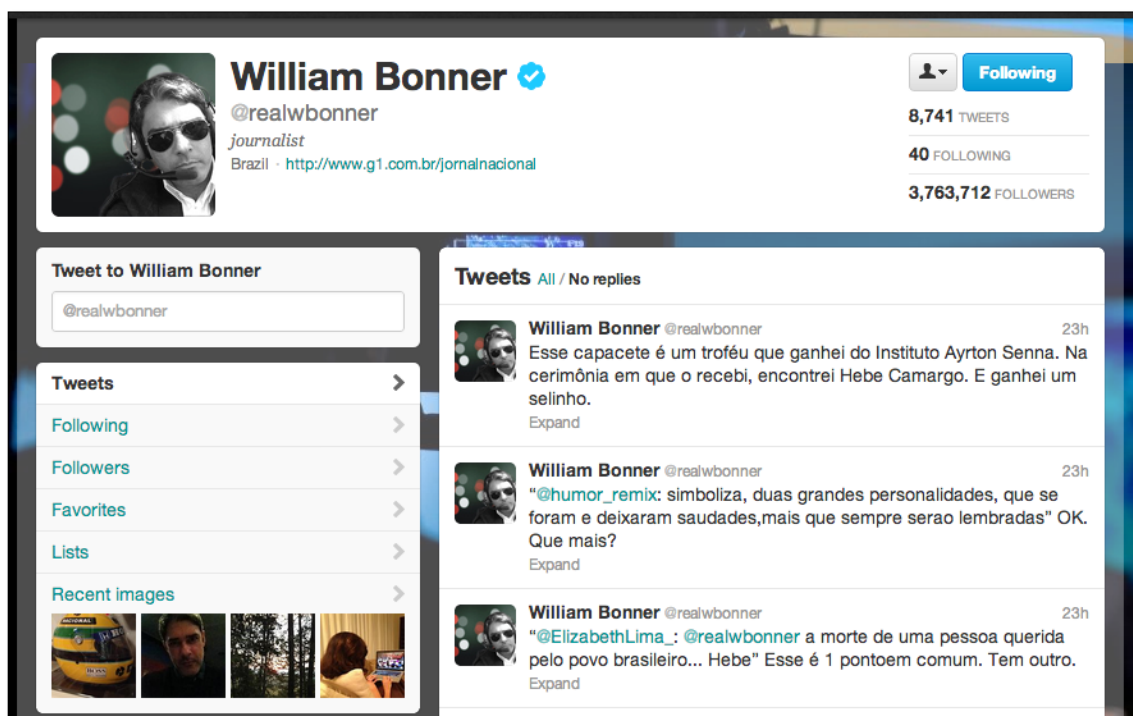 William Bonner
@realwbonner
journalist
Brazil · http://www.g1.com.br/jornalnacional
Following
8,741 TWEETS
40 FOLLOWING
3,763,712 FOLLOWERS
Tweet to William Bonner
@realwbonner
Tweets
Following
Followers
Favorites
Lists
Recent images
NACIONAL
Tweets All / No replies
William Bonner @realwbonner 23h
Esse capacete é um troféu que ganhei do Instituto Ayrton Senna. Na
cerimônia em que o recebi, encontrei Hebe Camargo. E ganhei um
selinho.
Expand
William Bonner @realwbonner 23h
"@humor_remix: simboliza, duas grandes personalidades, que se
foram e deixaram saudades,mais que sempre serao lembradas" OK.
Que mais?
Expand
William Bonner @realwbonner 23h
"@ElizabethLima_: @realwbonner a morte de uma pessoa querida
pelo povo brasileiro... Hebe" Esse é 1 pontoem comum. Tem outro.
Expand